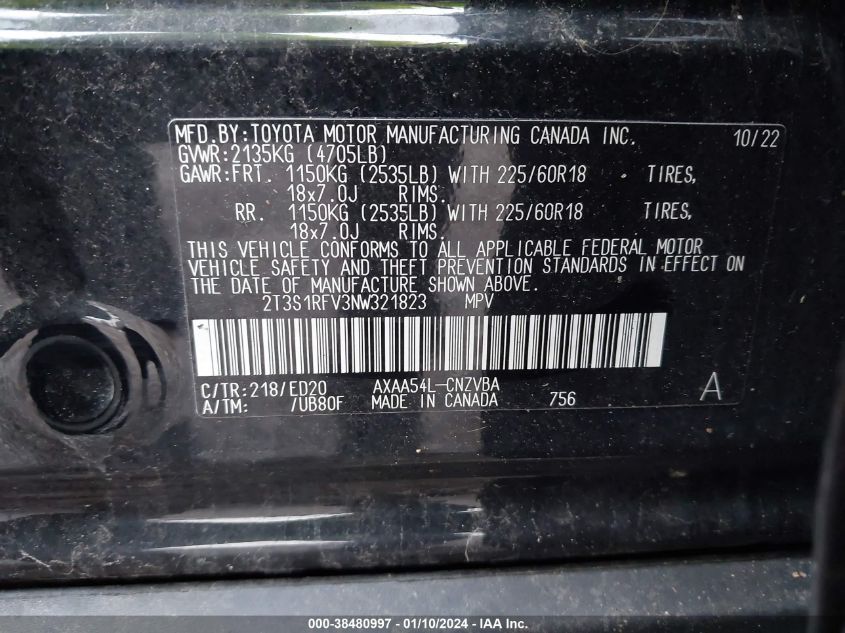 MFD.BY:TOYOTA MOTOR MANUFACTURING CANADA INC. 10/22
GVWR:2135KG (4705LB)
GAWR:FRT. 1150KG (2535LB) WITH 225/60R18 TIRES,
18x7.0J RIMS.
RR. 1150KG (2535LB) WITH 225/60R18 TIRES,
18x7.0J RIMS.
THIS VEHICLE CONFORMS TO ALL APPLICABLE FEDERAL MOTOR
VEHICLE SAFETY AND THEFT PREVENTION STANDARDS IN EFFECT ON
THE DATE OF MANUFACTURE SHOWN ABOVE.
2T3S1RFV3NW321823 MPV
C/TR:218/ED20 AXAA54L-CNZVBA
A/TM: /UB80F MADE IN CANADA 756 A
000-38480997 - 01/10/2024 - IAA Inc.